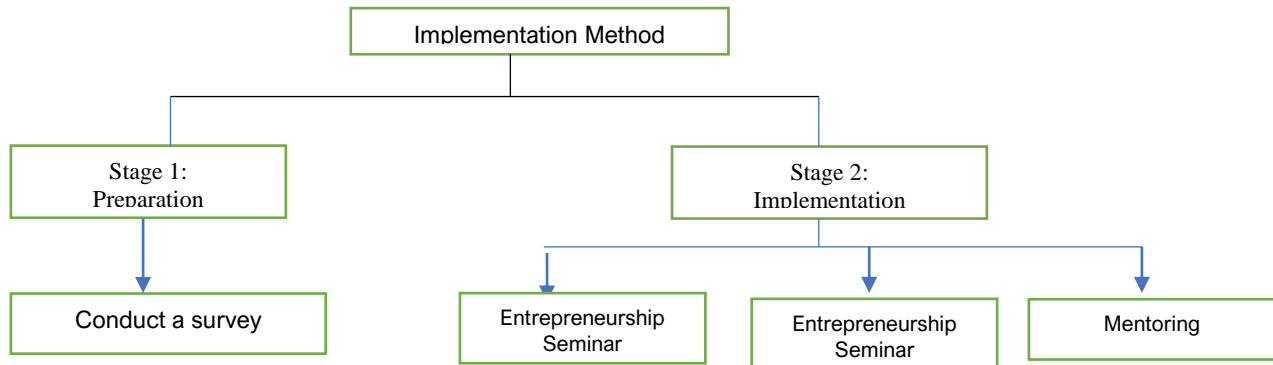 Implementation Method
Stage 1:
Preparation
Stage 2:
Implementation
Conduct a survey
Entrepreneurship
Seminar
Entrepreneurship
Seminar
Mentoring